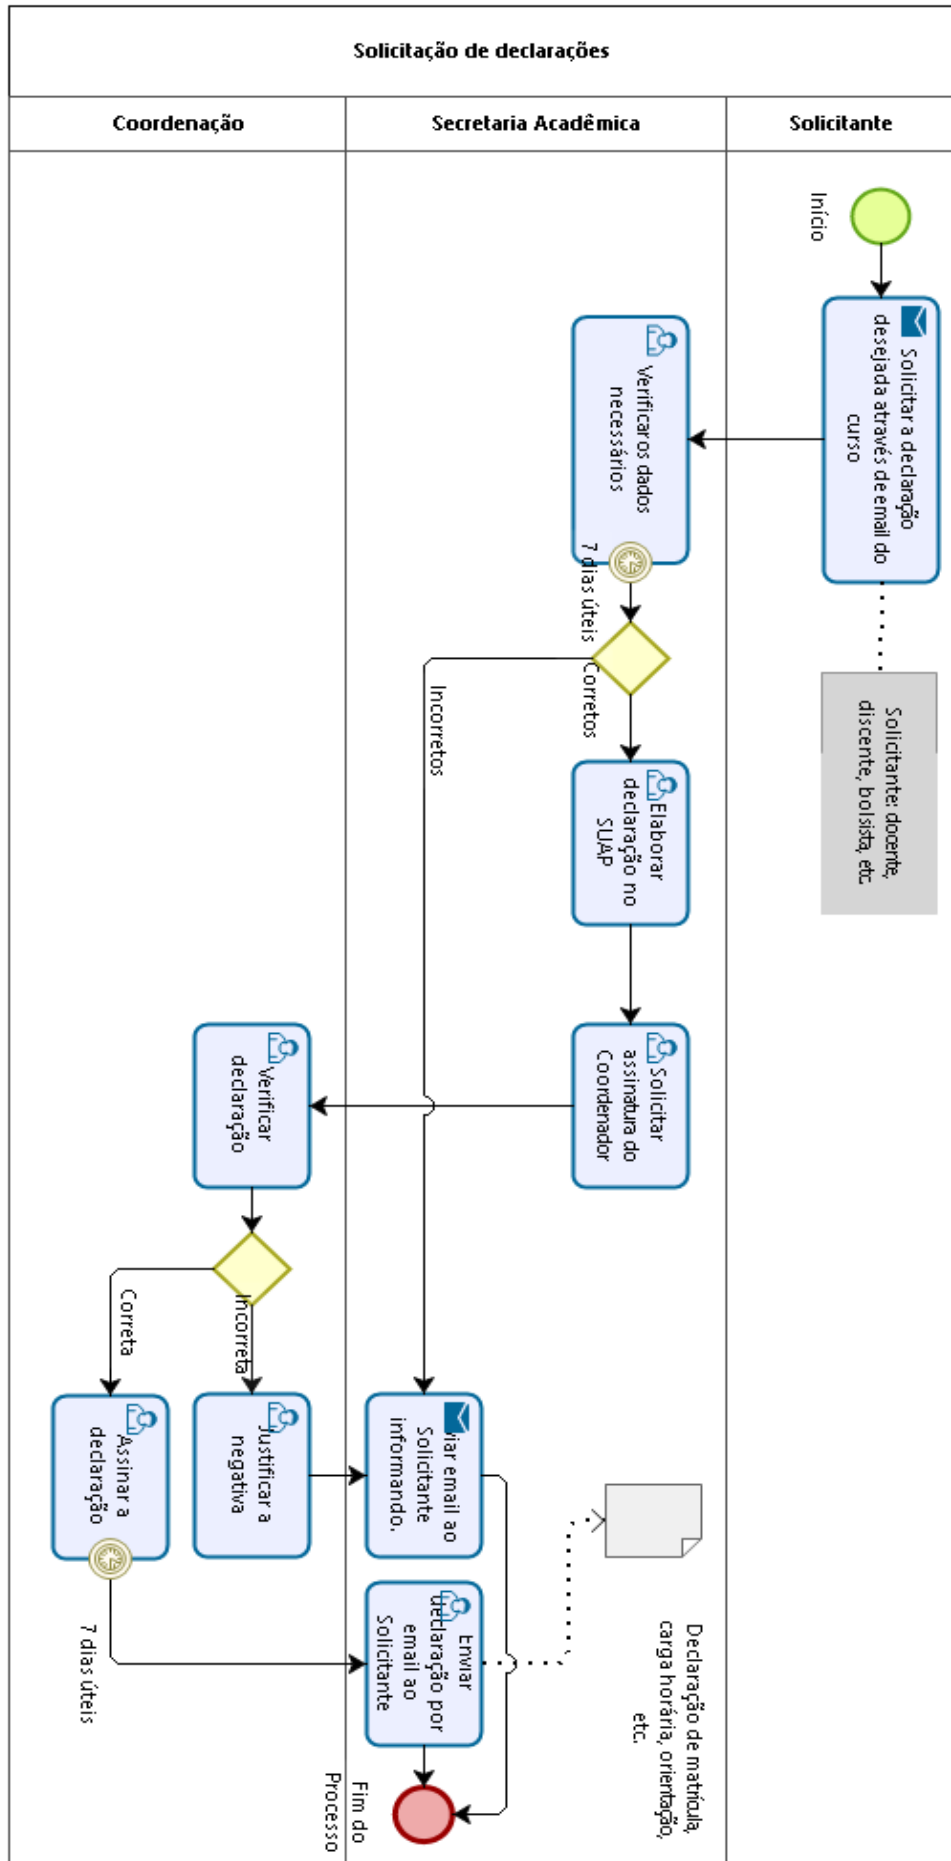 Solicitação de declarações
Coordenação
Secretaria Acadêmica
Solicitante
Início
Solicitar a declaração
desejada através de email do
curso
Solicitante: docente,
discente, bolsista, etc.
Verificar os dados
necessários
7 dias úteis
Corretos
Incorretos
Elaborar
declaração no
SUAP
Solicitar
assinatura do
Coordenador
Verificar
declaração
Incorreta
Correta
Justificar a
negativa
Assinar a
declaração
7 dias úteis
viar email ao
Solicitante
informando,
Enviar
declaração por
email ao
Solicitante
Declaração de matrícula,
carga horária, orientação,
etc.
Fim do
Processo